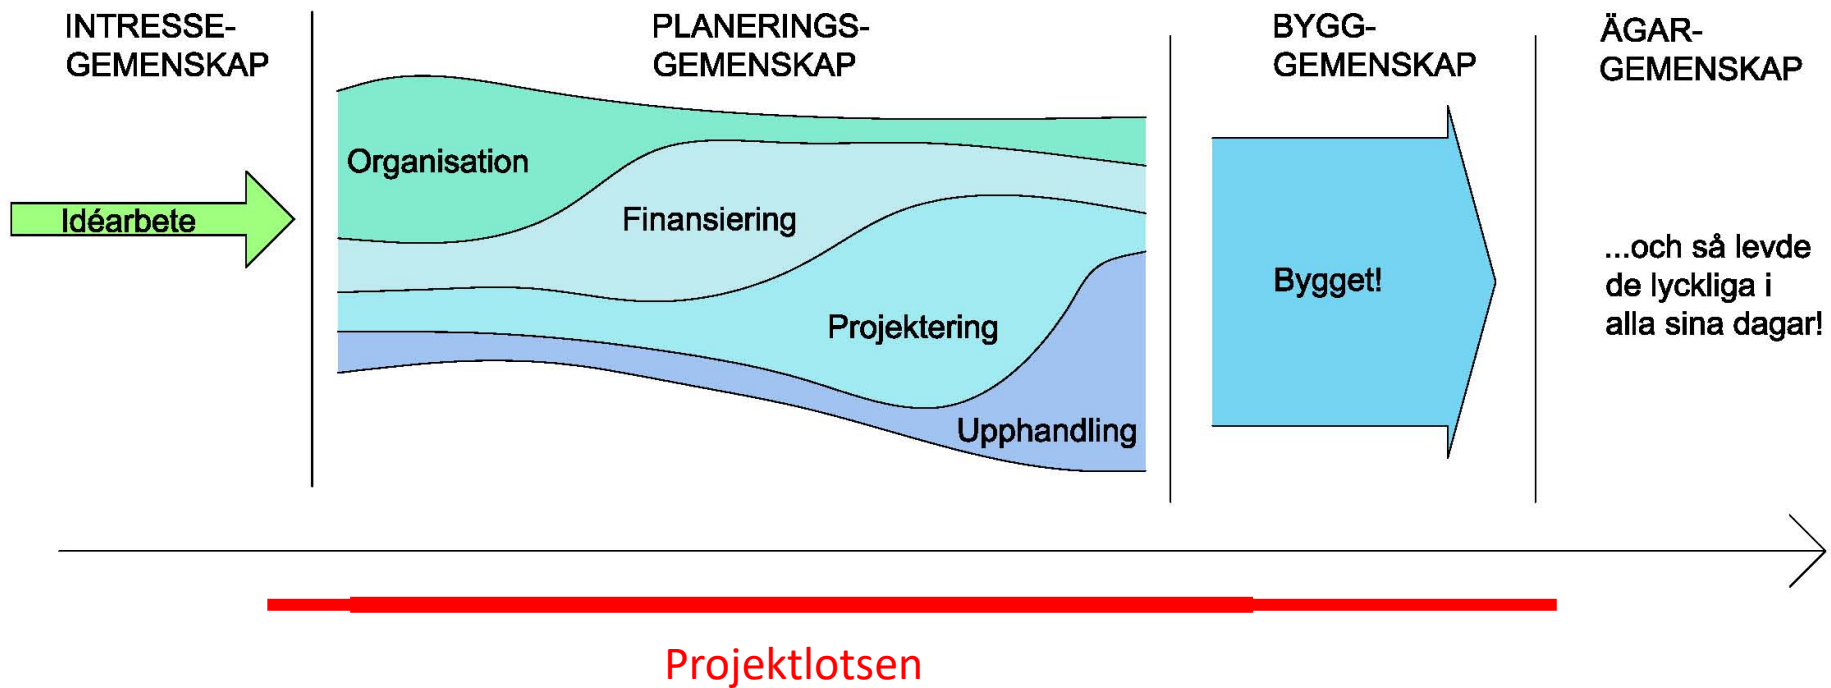 INTRESSE-
GEMENSKAP
PLANERINGS-
GEMENSKAP
BYGG-
GEMENSKAP
ÄGAR-
GEMENSKAP
Organisation
Idéarbete
Finansiering
Projektering
Upphandling
Bygget!
...och så levde
de lyckliga i
alla sina dagar!
Projektlotsen